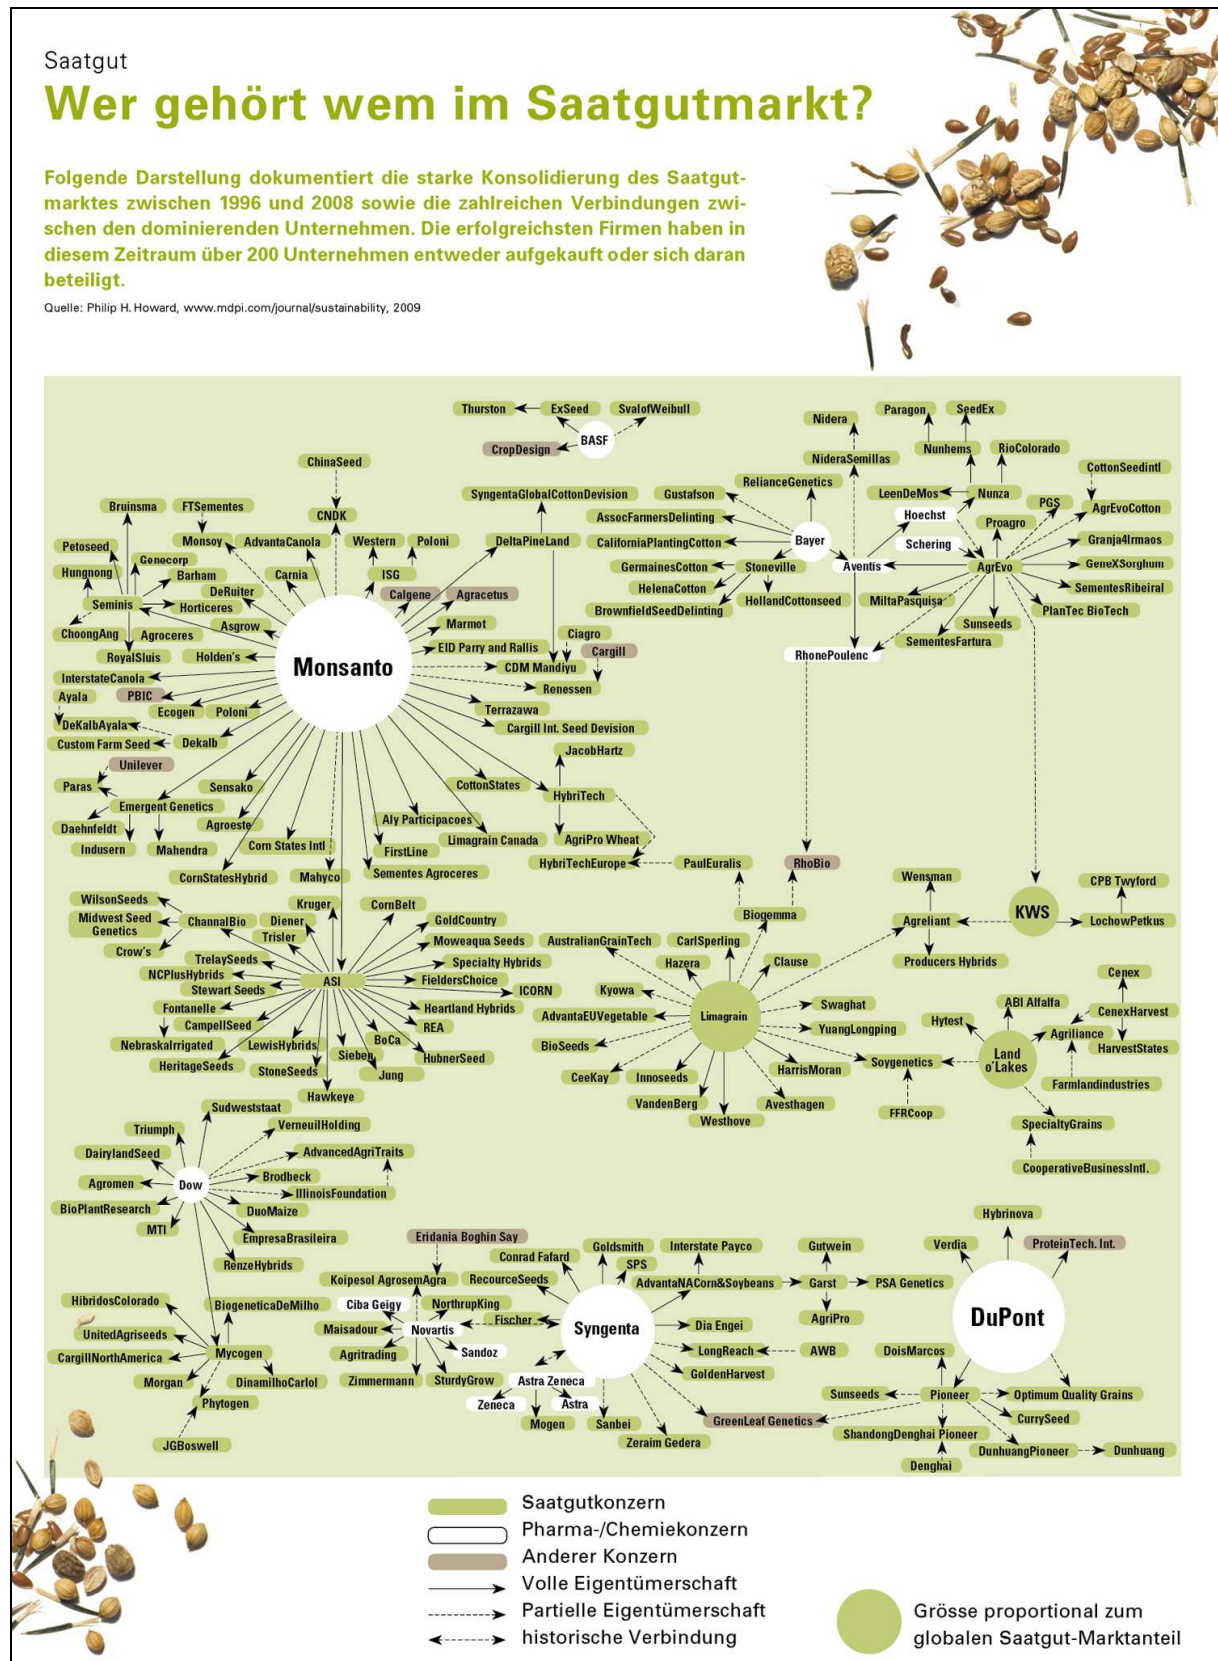 Saatgut
Wer gehört wem im Saatgutmarkt?
Folgende Darstellung dokumentiert die starke Konsolidierung des Saatgut-
marktes zwischen 1996 und 2008 sowie die zahlreichen Verbindungen zwi-
schen den dominierenden Unternehmen. Die erfolgreichsten Firmen haben in
diesem Zeitraum über 200 Unternehmen entweder aufgekauft oder sich daran
beteiligt.
Quelle: Philip H. Howard, www.mdpi.com/journal/sustainability, 2009
Thurston
ExSeed
SvalofWeibull
CropDesign
BASF
Nidera
NideraSemillas
Paragon
SeedEx
Nunhems
RioColorado
LeenDeMos
Nunza
CottonSeedintl
PGS
AgrEvoCotton
Hoechst
Proagro
Schering
Granja4Irmaos
Aventis
AgrEvo
GeneXSorghum
SementesRibeiral
MiltaPasquisa
PlanTec BioTech
Sunseeds
SementesFartura
RhonePoulenc
RelianceGenetics
Gustafson
AssocFarmersDelinting
Bayer
CaliforniaPlantingCotton
GermainesCotton
Stoneville
HelenaCotton
HollandCottonseed
BrownfieldSeedDelinting
ChinaSeed
SyngentaGlobalCottonDevision
Bruinsma
FTSementes
CNDK
Monsoy
AdvantaCanola
Western
Poloni
DeltaPineLand
Petoseed
Genecorp
ISG
Hungnong
Barham
Carnia
DeRuiter
Calgene
Agracetus
Seminis
Horticeres
Marmot
ChoongAng
Agroceres
Asgrow
EID Parry and Rallis
Ciagro
Cargill
RoyalSluis
Holden's
Monsanto
CDM Mandiyu
InterstateCanola
Renessen
Ayala
PBIC
Ecogen
Poloni
Terrazawa
DeKalbAyala
Cargill Int. Seed Devision
Custom Farm Seed
Dekalb
JacobHartz
Unilever
Paras
Sensako
CottonStates
HybriTech
Emergent Genetics
Daehnfeldt
Agroeste
Aly Participacoes
Indusern
Mahendra
Corn States Intl
FirstLine
Limagrain Canada
AgriPro Wheat
CornStatesHybrid
Mahyco
Sementes Agroceres
HybriTechEurope
PaulEuralis
RhoBio
WilsonSeeds
Kruger
CornBelt
Midwest Seed
Genetics
ChannalBio
Diener
GoldCountry
Crow's
Trisler
Moweaqua Seeds
TrelaySeeds
Specialty Hybrids
NCPlusHybrids
ASI
FieldersChoice
Stewart Seeds
ICORN
Fontanelle
Heartland Hybrids
CampellSeed
REA
NebraskaIrrigated
LewisHybrids
BoCa
HeritageSeeds
Sieben
HubnerSeed
StoneSeeds
Jung
Hawkeye
Biogemma
AustralianGrainTech
CarlSperling
Hazera
Clause
Kyowa
Limagrain
Swaghat
AdvantaEUVegetable
YuangLongping
BioSeeds
CeeKay
Innoseeds
HarrisMoran
VandenBerg
Avesthagen
Westhove
Soygenetics
FFRCoop
Wensman
CPB Twyford
KWS
Agreliant
LochowPetkus
Producers Hybrids
Cenex
ABI Alfalfa
CenexHarvest
Hytest
Agriliance
Land
o'Lakes
HarvestStates
Farmlandindustries
SpecialtyGrains
CooperativeBusinessIntl.
Sudweststaat
Triumph
VerneuilHolding
DairylandSeed
AdvancedAgriTraits
Agromen
Dow
Brodbeck
IllinoisFoundation
BioPlantResearch
DuoMaize
MTI
EmpresaBrasileira
RenzeHybrids
HibridosColorado
BiogeneticaDeMilho
UnitedAgriseeds
CargillNorthAmerica
Mycogen
Morgan
DinamilhoCarlol
Phytogen
JGBoswell
Eridania Boghin Say
Goldsmith
Interstate Payco
Gutwein
Conrad Fafard
SPS
Koipesol AgrosemAgra
RecourceSeeds
AdvantaNACorn&Soybeans
Garst
PSA Genetics
Ciba Geigy
NorthrupKing
Fischer
AgriPro
Maisadour
Novartis
Syngenta
Dia Engei
Agritrading
Sandoz
LongReach
AWB
Zimmermann
SturdyGrow
Astra Zeneca
GoldenHarvest
Zeneca
Astra
Mogen
Sanbei
GreenLeaf Genetics
Zeraim Gedera
Hybrinova
Verdia
ProteinTech. Int.
DuPont
DoisMarcos
Sunseeds
Pioneer
Optimum Quality Grains
CurrySeed
ShandongDenghai Pioneer
DunhuangPioneer
Dunhuang
Denghai
Saatgutkonzern
Pharma-/Chemiekonzern
Anderer Konzern
Volle Eigentümerschaft
Partielle Eigentümerschaft
historische Verbindung
Grösse proportional zum
globalen Saatgut-Marktanteil